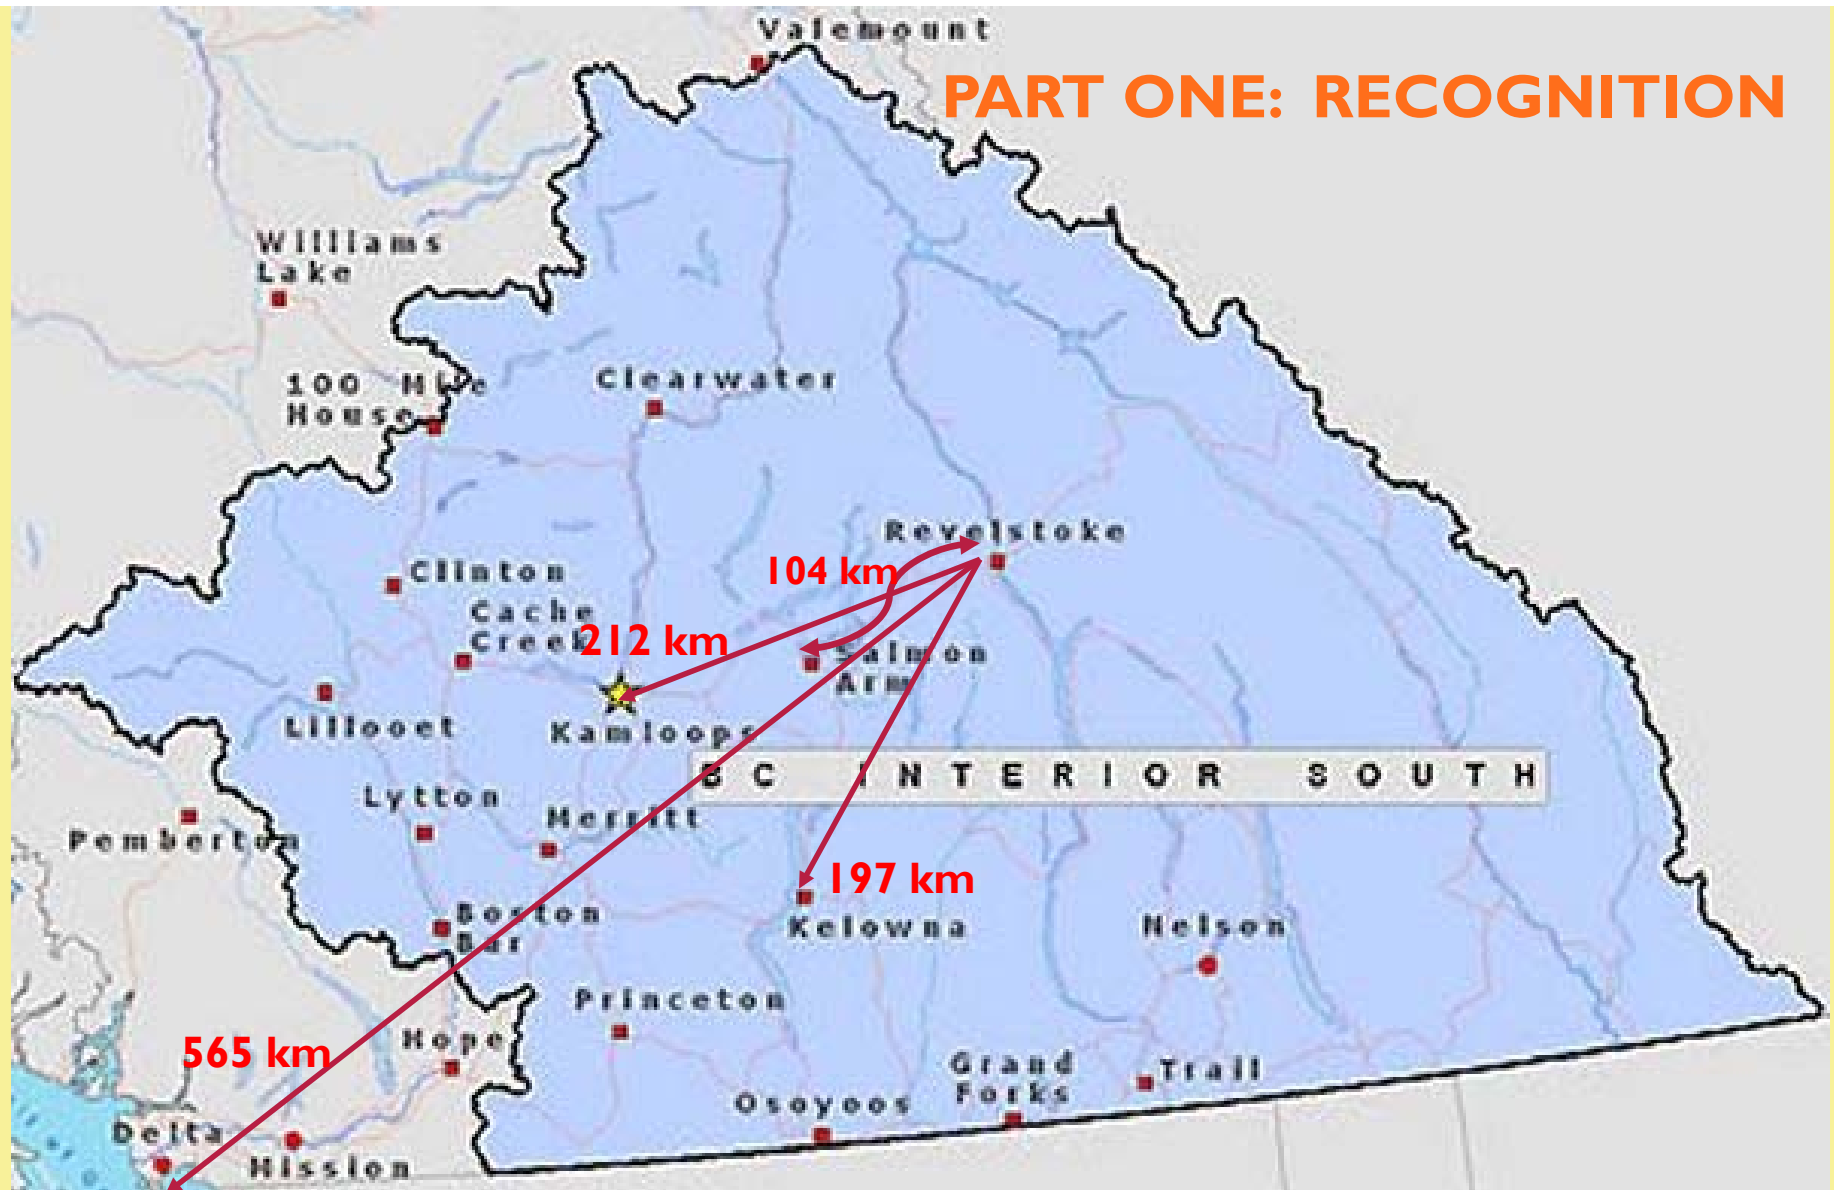 Valemount
PART ONE: RECOGNITION
Williams
Lake
100 Mile
House
Clearwater
Revelstoke
104 km
Clinton
Cache
Creek
212 km
Salmon
Arm
Lillooet
Kamloops
BC INTERIOR SOUTH
Lytton
Merritt
Pemberton
197 km
Boston
Bar
Kelowna
Nelson
Princeton
565 km
Hope
Grand
Forks
Trail
Osoyoos
Delta
Mission